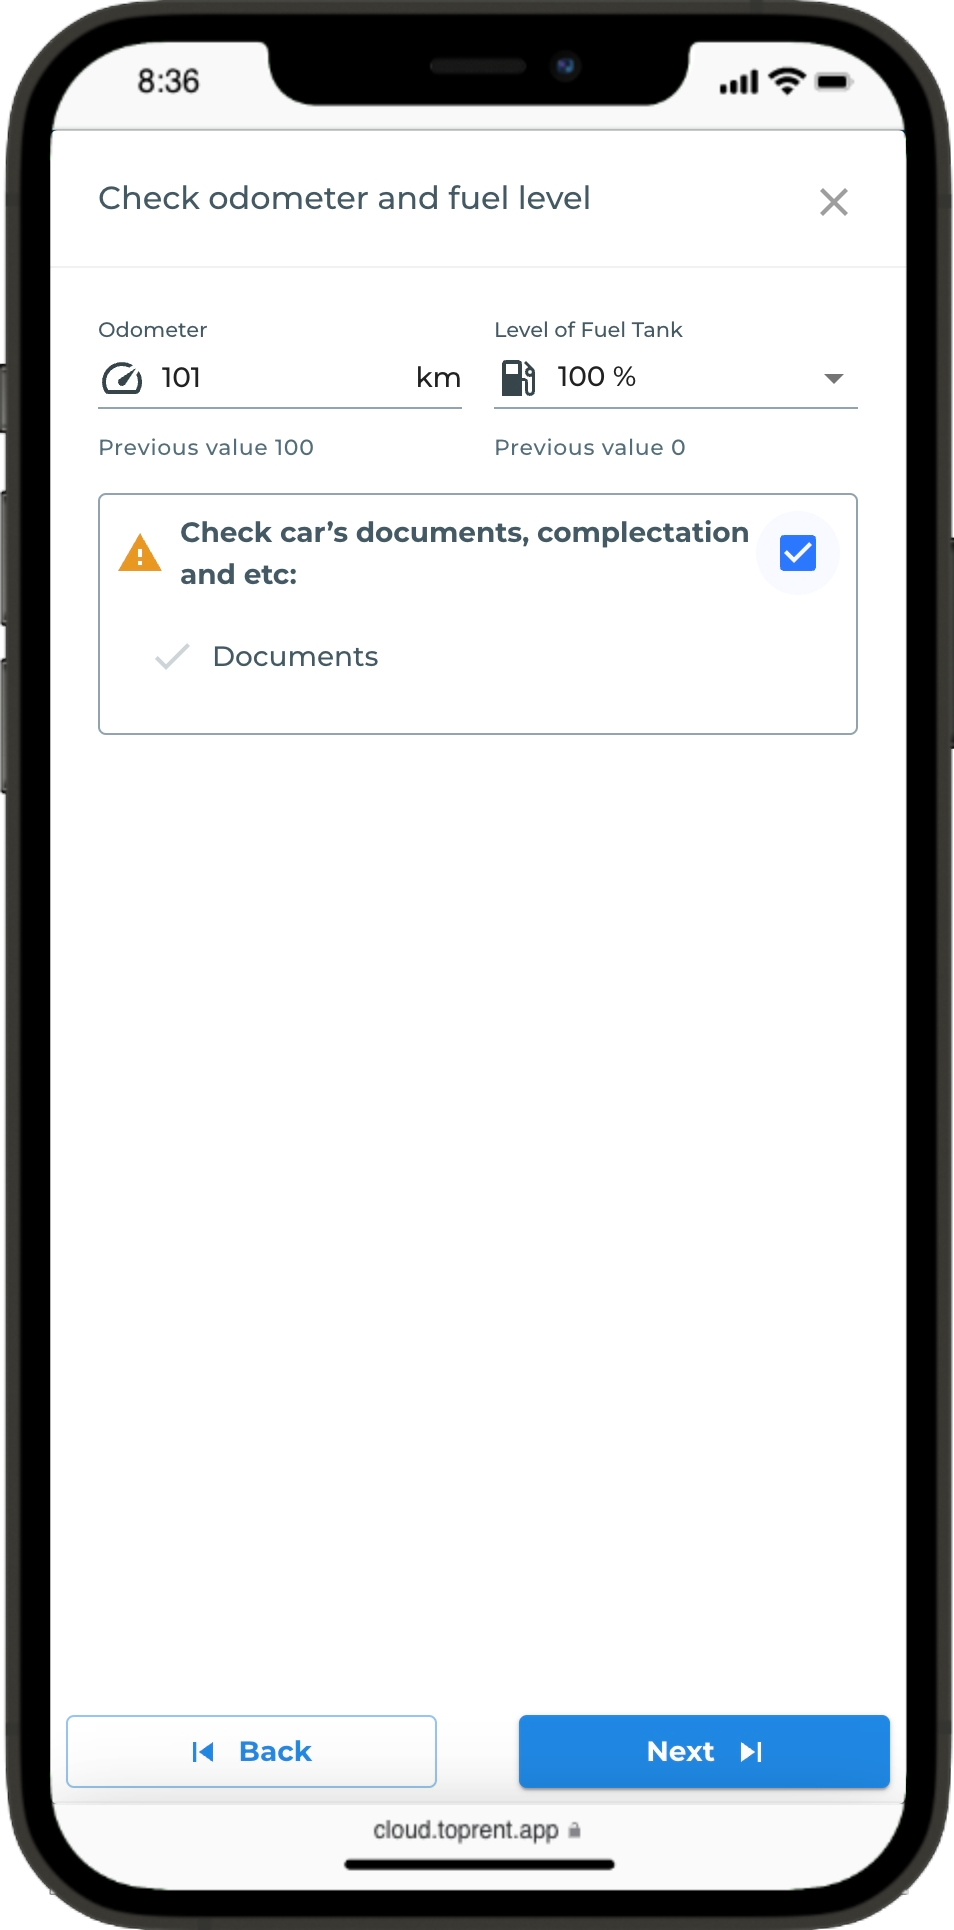 8:36
Check odometer and fuel level
Odometer
101 km
Previous value 100
Level of Fuel Tank
100 %
Previous value 0
Check car’s documents, complectation
and etc:
Documents
Back
Next
cloud.toprent.app